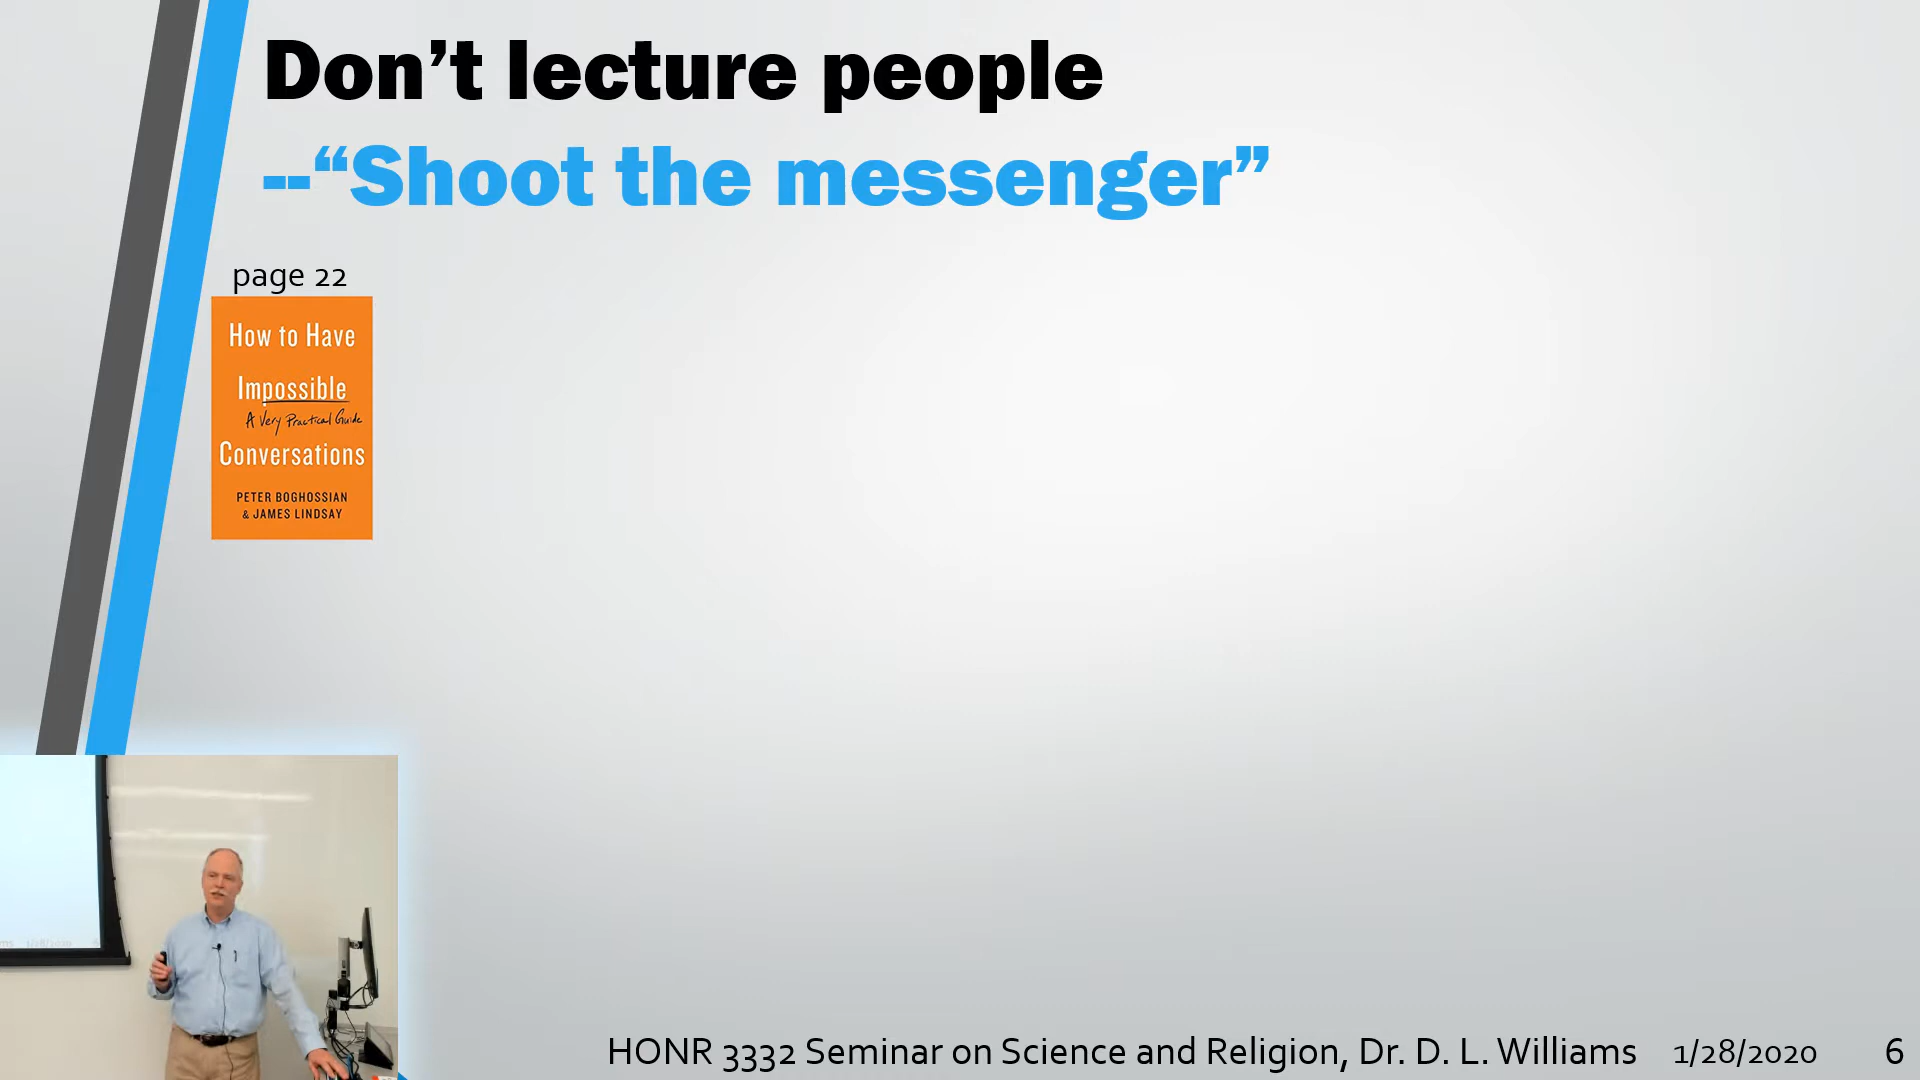 Don’t lecture people
--“Shoot the messenger”
page 22
How to Have
Impossible
A Very Practical Guide
Conversations
PETER BOGHOSSIAN
& JAMES LINDSAY
HONR 3332 Seminar on Science and Religion, Dr. D. L. Williams 1/28/2020 6